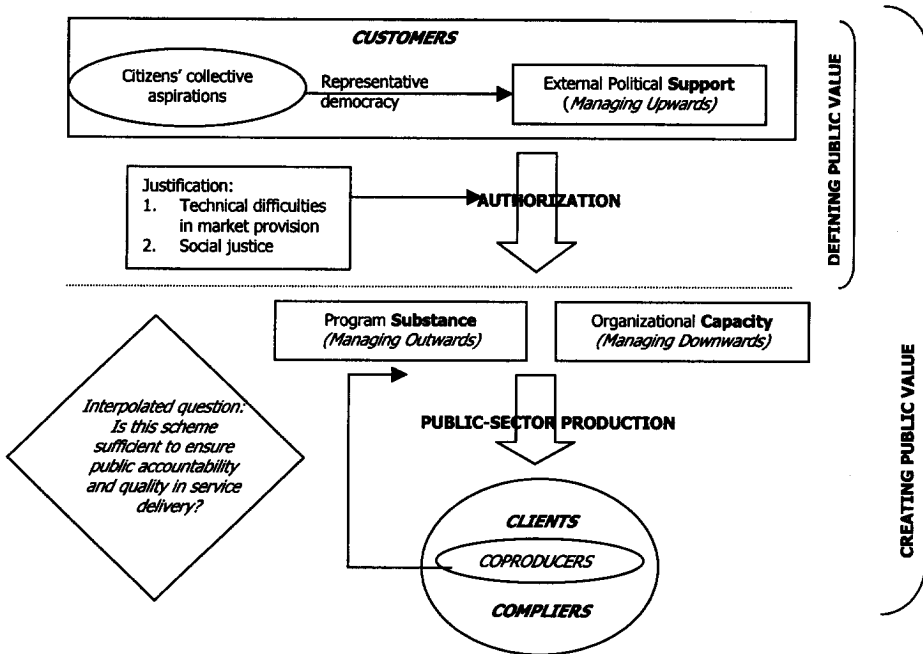 CUSTOMERS
Citizens' collective
aspirations
Representative
democracy
External Political Support
(Managing Upwards)
Justification:
1. Technical difficulties
in market provision
2. Social justice
AUTHORIZATION
DEFINING PUBLIC VALUE
Program Substance
(Managing Outwards)
Organizational Capacity
(Managing Downwards)
Interpolated question:
Is this scheme
sufficient to ensure
public accountability
and quality in service
delivery?
PUBLIC-SECTOR PRODUCTION
CLIENTS
COPRODUCERS
COMPLIERS
CREATING PUBLIC VALUE